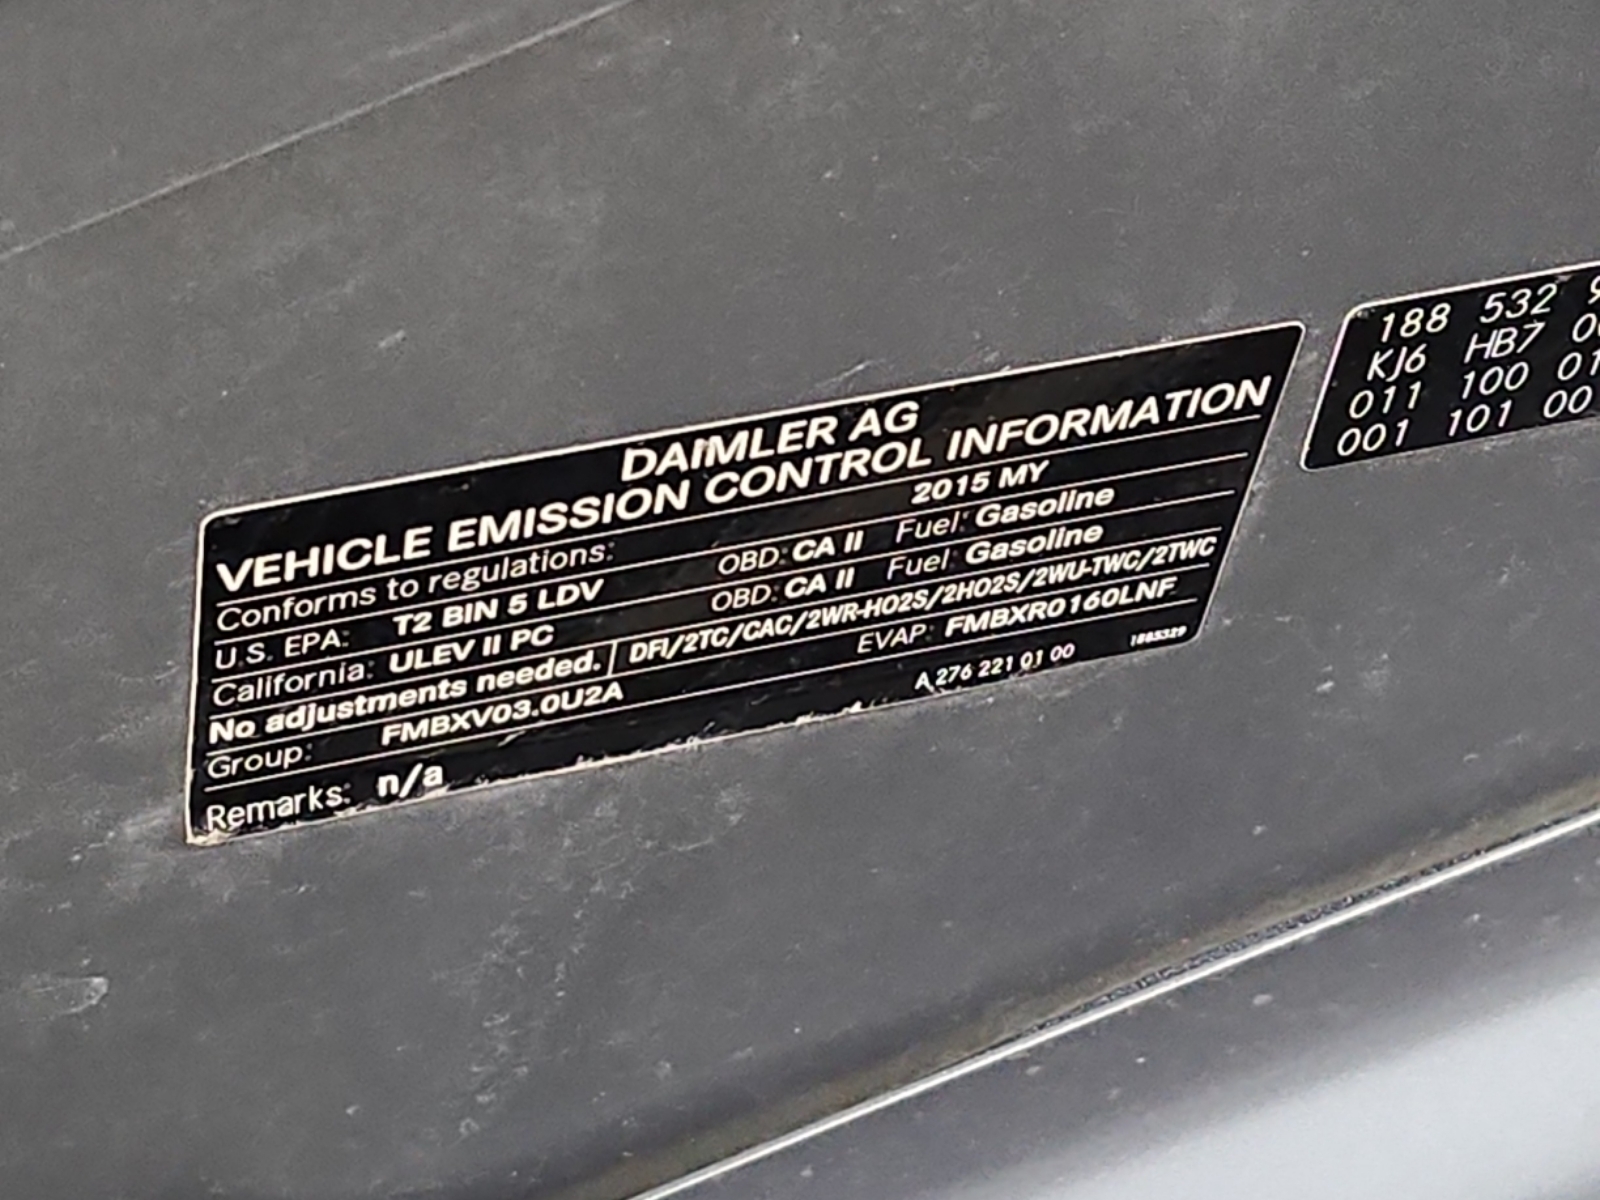 DAIMLER AG
VEHICLE EMISSION CONTROL INFORMATION
Conforms to regulations: 2015 MY
U.S. EPA: T2 BIN 5 LDV OBD: CA II Fuel: Gasoline
California: ULEV II PC OBD: CA II Fuel: Gasoline
No adjustments needed. DFI/2TC/CAC/2WR-HO2S/2HO2S/2WU-TWC/2TWC
Group: FMBXV03.0U2A EVAP: FMBXR0160LNF
Remarks: n/a A 276 221 01 00 1885329
188 532
KJ6 HB7
011 100 01
001 101 00